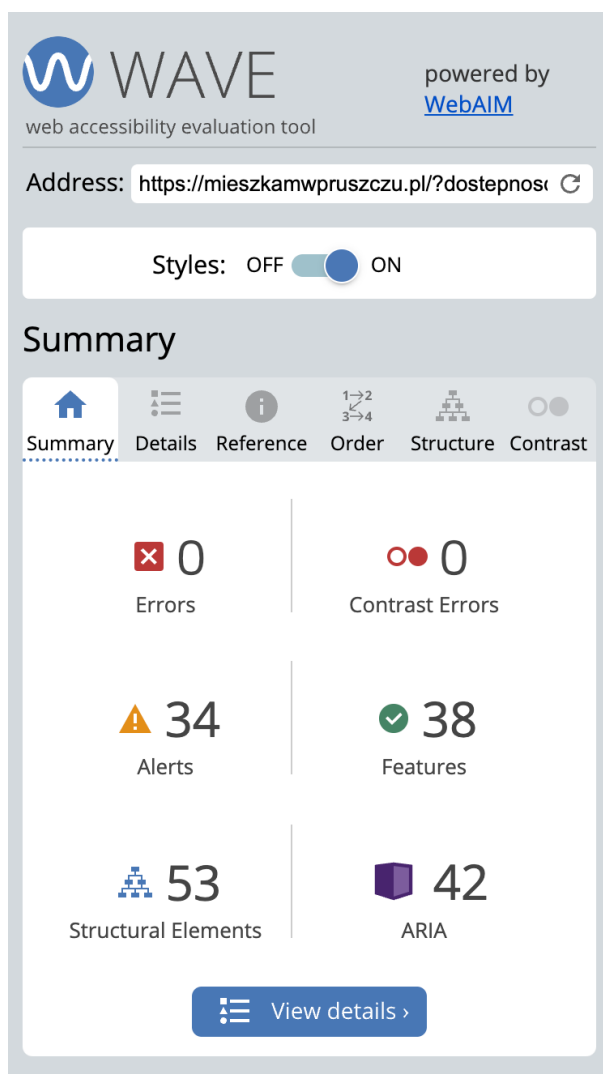 WAVE
powered by
WebAIM
web accessibility evaluation tool
Address: https://mieszkamwpruszczu.pl/?dostepnosc
Styles: OFF ON
Summary
1→2
3→4
Summary Details Reference Order Structure Contrast
0 0
Errors Contrast Errors
34 38
Alerts Features
53 42
Structural Elements ARIA
View details ›